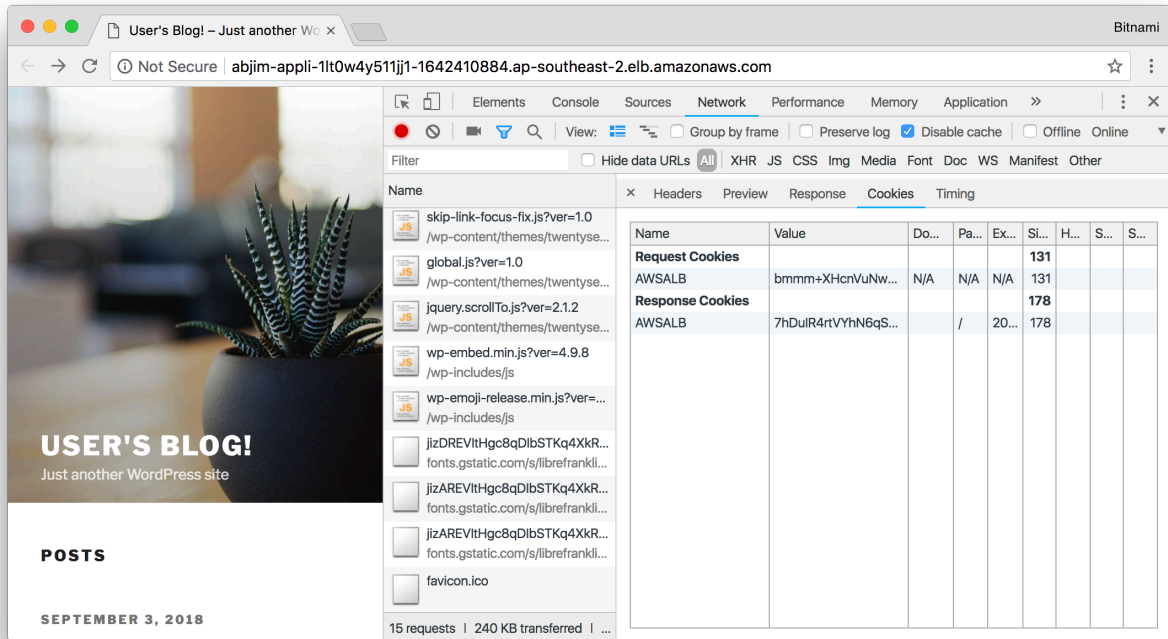 User's Blog! – Just another Wo
Bitnami
Not Secure abjim-appli-1lt0w4y511jj1-1642410884.ap-southeast-2.elb.amazonaws.com
Elements Console Sources Network Performance Memory Application »
View: Group by frame Preserve log Disable cache Offline Online
Filter Hide data URLs All XHR JS CSS Img Media Font Doc WS Manifest Other
Name
skip-link-focus-fix.js?ver=1.0
/wp-content/themes/twentyse...
global.js?ver=1.0
/wp-content/themes/twentyse...
jquery.scrollTo.js?ver=2.1.2
/wp-content/themes/twentyse...
wp-embed.min.js?ver=4.9.8
/wp-includes/js
wp-emoji-release.min.js?ver=...
/wp-includes/js
jizDREVItHgc8qDIbSTKq4XkR...
fonts.gstatic.com/s/librefrankli...
jizAREVItHgc8qDIbSTKq4XkR...
fonts.gstatic.com/s/librefrankli...
jizAREVItHgc8qDIbSTKq4XkR...
fonts.gstatic.com/s/librefrankli...
favicon.ico
15 requests | 240 KB transferred | ...
× Headers Preview Response Cookies Timing
Name Value Do... Pa... Ex... Si... H... S... S...
Request Cookies 131
AWSALB bmmm+XHcnVuNw... N/A N/A N/A 131
Response Cookies 178
AWSALB 7hDulR4rtVYhN6qS... / 20... 178
USER'S BLOG!
Just another WordPress site
POSTS
SEPTEMBER 3, 2018